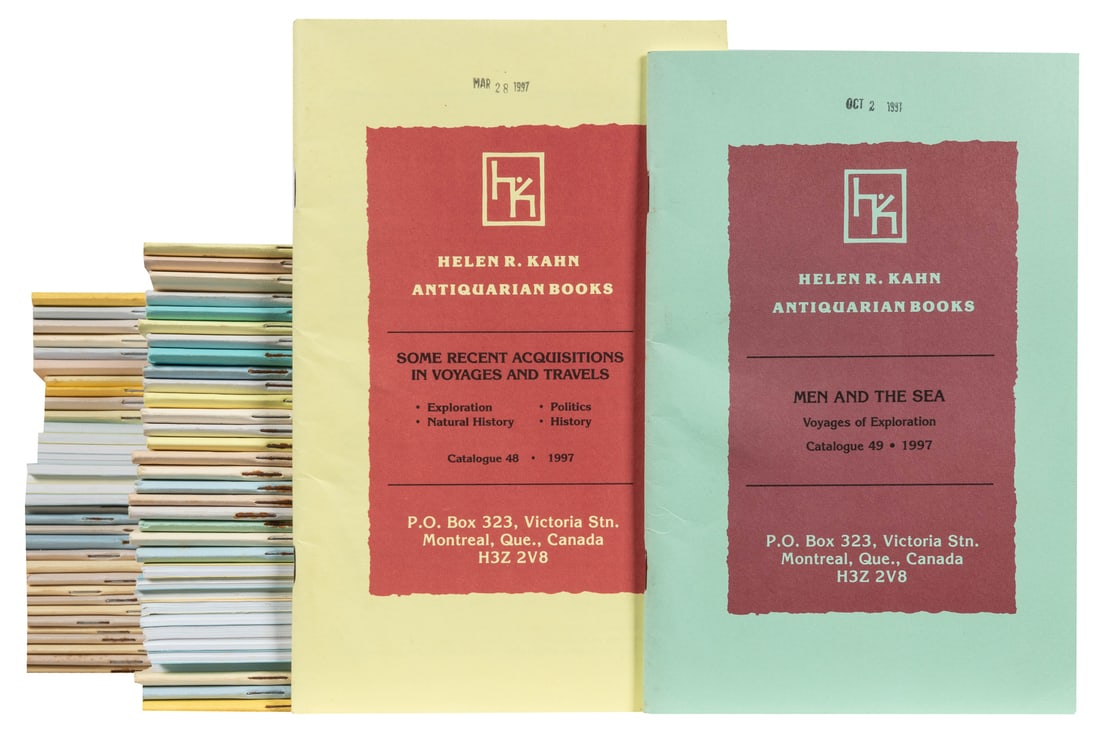 MAR 28 1997
hk
HELEN R. KAHN
ANTIQUARIAN BOOKS
SOME RECENT ACQUISITIONS
IN VOYAGES AND TRAVELS
• Exploration • Politics
• Natural History • History
Catalogue 48 • 1997
P.O. Box 323, Victoria Stn.
Montreal, Que., Canada
H3Z 2V8
OCT 2 1997
hk
HELEN R. KAHN
ANTIQUARIAN BOOKS
MEN AND THE SEA
Voyages of Exploration
Catalogue 49 • 1997
P.O. Box 323, Victoria Stn.
Montreal, Que., Canada
H3Z 2V8